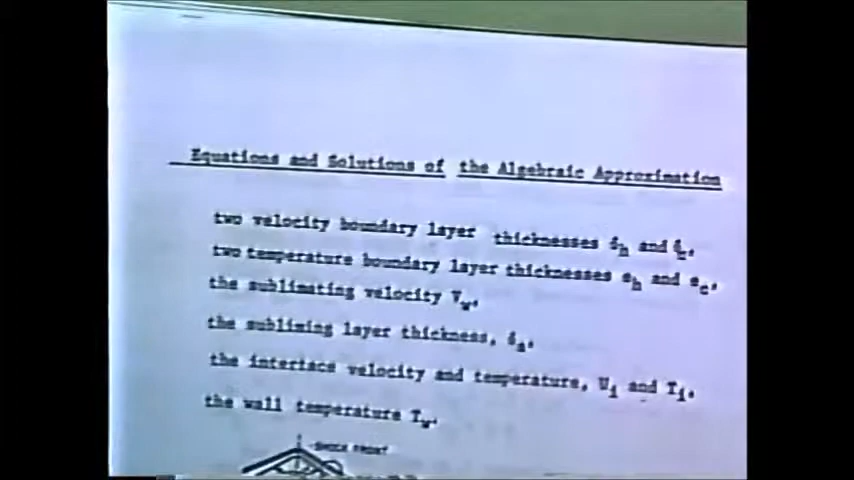 Equations and Solutions of the Algebraic Approximation
two velocity boundary layer thicknesses δh and δc,
two temperature boundary layer thicknesses eh and ec,
the sublimating velocity Vw,
the subliming layer thickness, δs,
the interface velocity and temperature, Ui and Ti,
the wall temperature Tw.
SHOCK FRONT